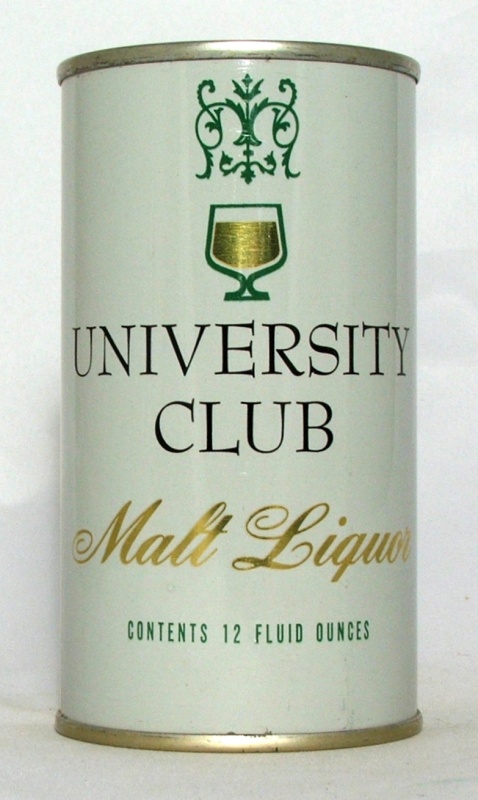 UNIVERSITY
CLUB
Malt Liquor
CONTENTS 12 FLUID OUNCES